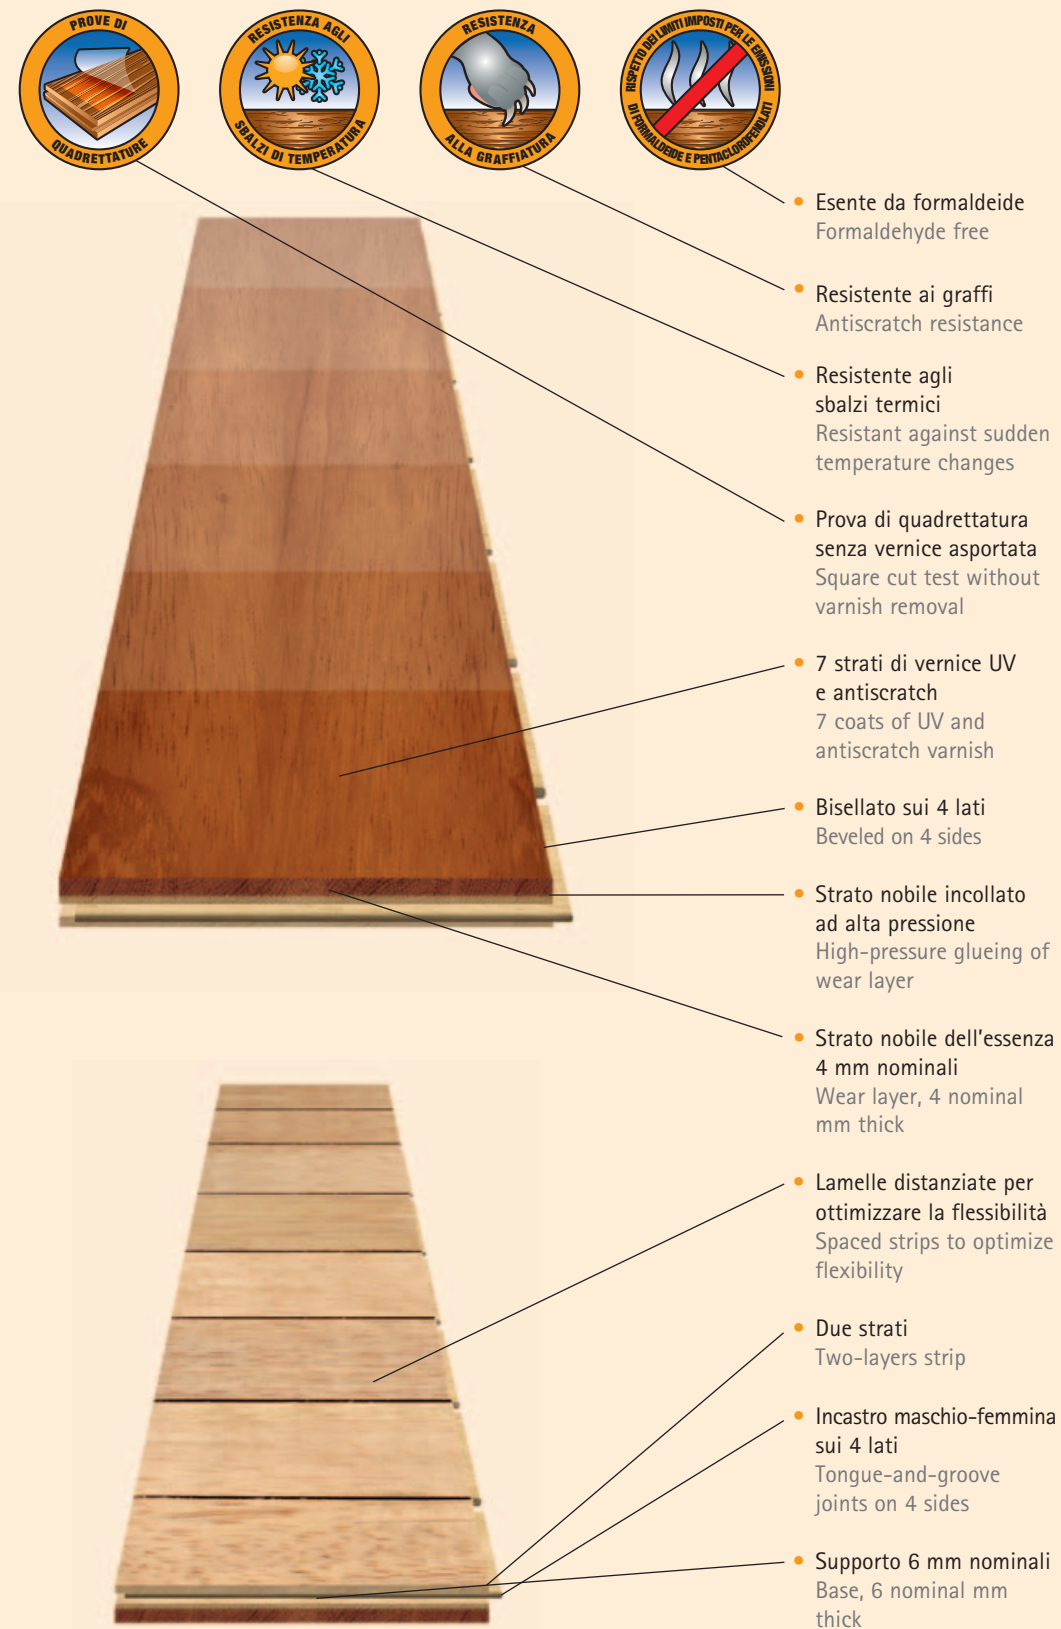 PROVE DI
QUADRETTATURE
RESISTENZA AGLI
SBALZI DI TEMPERATURA
RESISTENZA
ALLA GRAFFIATURA
RISPETTO DEI LIMITI IMPOSTI PER LE EMISSIONI
DI FORMALDEIDE E PENTACLOROFENOLATI
• Esente da formaldeide
Formaldehyde free
• Resistente ai graffi
Antiscratch resistance
• Resistente agli
sbalzi termici
Resistant against sudden
temperature changes
• Prova di quadrettatura
senza vernice asportata
Square cut test without
varnish removal
• 7 strati di vernice UV
e antiscratch
7 coats of UV and
antiscratch varnish
• Bisellato sui 4 lati
Beveled on 4 sides
• Strato nobile incollato
ad alta pressione
High-pressure glueing of
wear layer
• Strato nobile dell'essenza
4 mm nominali
Wear layer, 4 nominal
mm thick
• Lamelle distanziate per
ottimizzare la flessibilità
Spaced strips to optimize
flexibility
• Due strati
Two-layers strip
• Incastro maschio-femmina
sui 4 lati
Tongue-and-groove
joints on 4 sides
• Supporto 6 mm nominali
Base, 6 nominal mm
thick